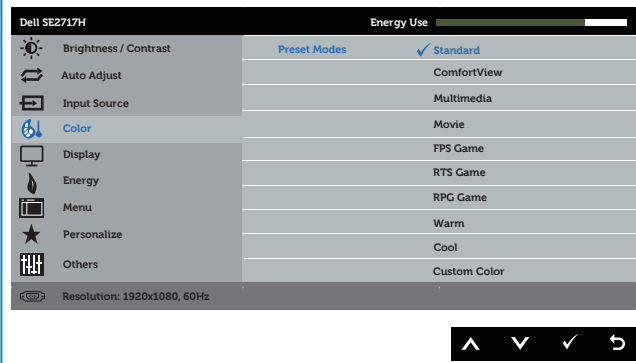 Dell SE2717H Energy Use
Brightness / Contrast Preset Modes Standard
Auto Adjust ComfortView
Input Source Multimedia
Color Movie
Display FPS Game
Energy RTS Game
Menu RPG Game
Personalize Warm
Cool
Others Custom Color
Resolution: 1920x1080, 60Hz